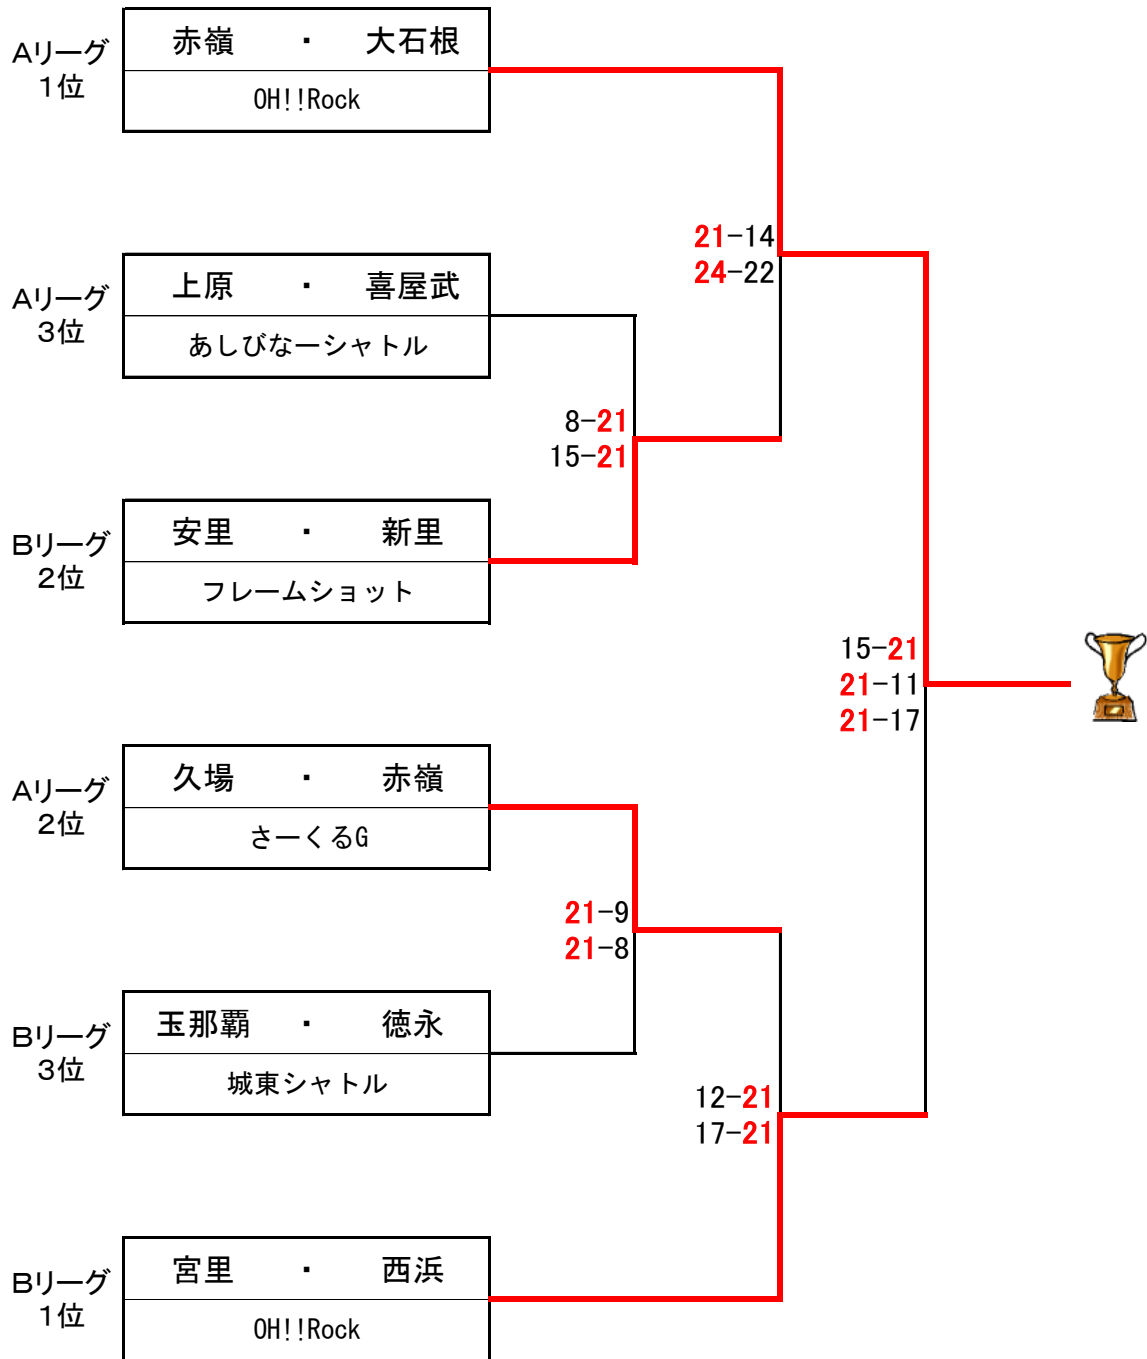 Aリーグ
1位
赤嶺 ・ 大石根
OH!!Rock
21-14
24-22
Aリーグ
3位
上原 ・ 喜屋武
あしびなーシャトル
8-21
15-21
Bリーグ
2位
安里 ・ 新里
フレームショット
15-21
21-11
21-17
Aリーグ
2位
久場 ・ 赤嶺
さーくるG
21-9
21-8
Bリーグ
3位
玉那覇 ・ 徳永
城東シャトル
12-21
17-21
Bリーグ
1位
宮里 ・ 西浜
OH!!Rock